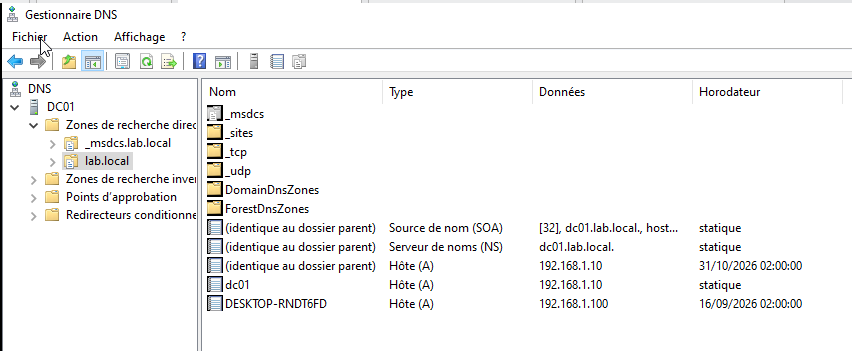 Gestionnaire DNS
Fichier Action Affichage ?
DNS
DC01
Zones de recherche direc
_msdcs.lab.local
lab.local
Zones de recherche inver
Points d'approbation
Redirecteurs conditionne
Nom Type Données Horodateur
_msdcs
_sites
_tcp
_udp
DomainDnsZones
ForestDnsZones
(identique au dossier parent) Source de nom (SOA) [32], dc01.lab.local., host... statique
(identique au dossier parent) Serveur de noms (NS) dc01.lab.local. statique
(identique au dossier parent) Hôte (A) 192.168.1.10 31/10/2026 02:00:00
dc01 Hôte (A) 192.168.1.10 statique
DESKTOP-RNDT6FD Hôte (A) 192.168.1.100 16/09/2026 02:00:00